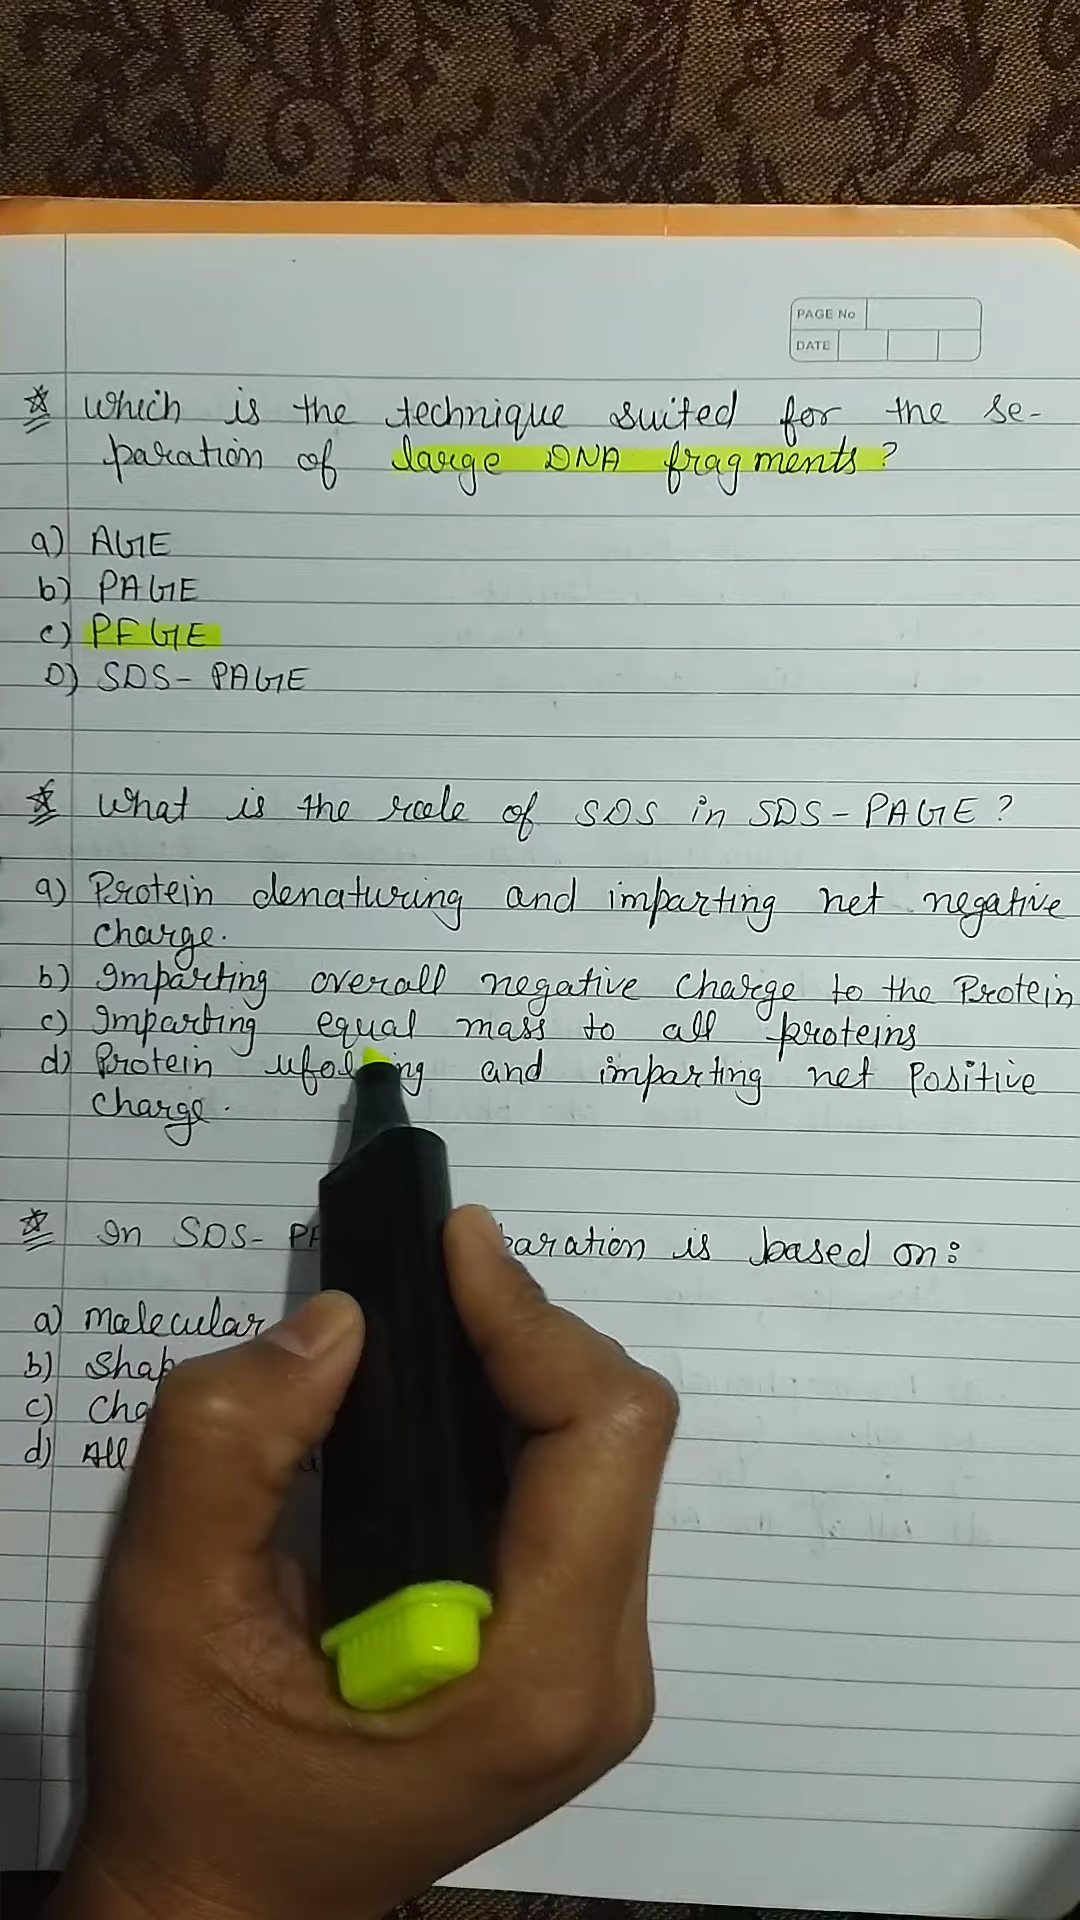 PAGE No
DATE
* Which is the technique suited for the se-
paration of large DNA fragments?
a) AGE
b) PAGE
c) PFGE
D) SDS- PAGE
* What is the role of SDS in SDS-PAGE?
a) Protein denaturing and imparting net negative
charge.
b) Imparting overall negative charge to the Protein
c) Imparting equal mass to all proteins
d) Protein and imparting net Positive
charge.
* In SDS- is based on:
a) Molecular
b)
c)
d) All